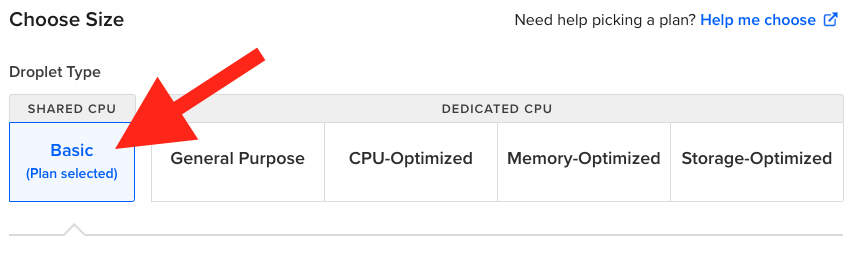 Choose Size
Need help picking a plan? Help me choose
Droplet Type
SHARED CPU
DEDICATED CPU
Basic
(Plan selected)
General Purpose
CPU-Optimized
Memory-Optimized
Storage-Optimized